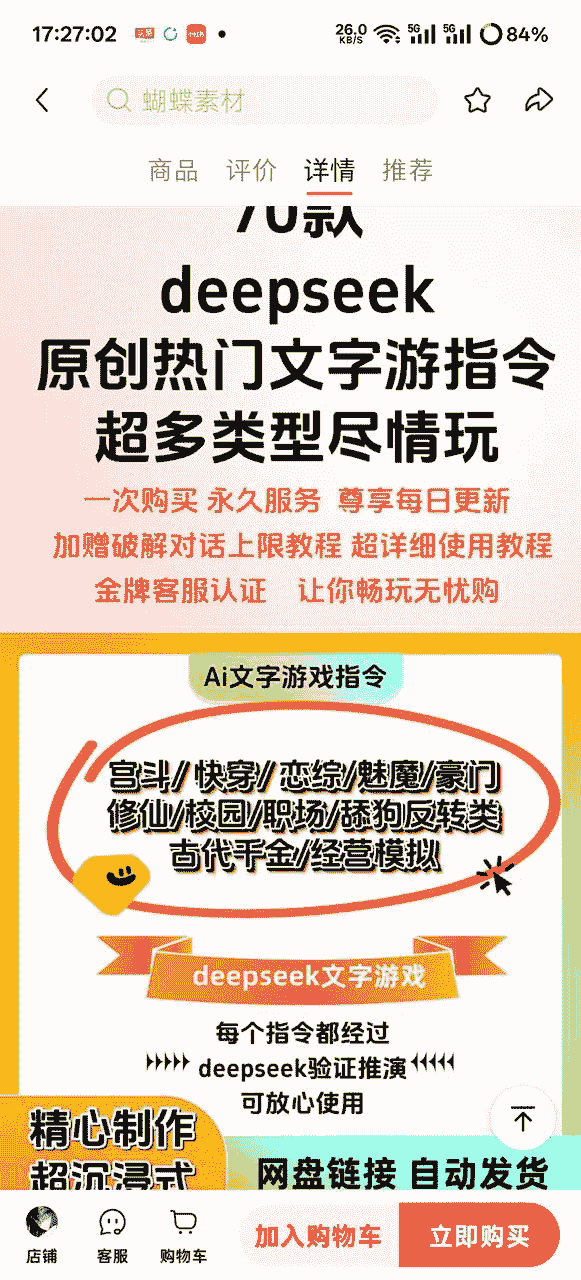 17:27:02
26.0 KB/S 5G 5G 84%
蝴蝶素材
商品 评价 详情 推荐
70款
deepseek
原创热门文字游指令
超多类型尽情玩
一次购买 永久服务 尊享每日更新
加赠破解对话上限教程 超详细使用教程
金牌客服认证 让你畅玩无忧购
Ai文字游戏指令
宫斗/快穿/恋综/魅魔/豪门
修仙/校园/职场/舔狗反转类
古代千金/经营模拟
deepseek文字游戏
每个指令都经过
deepseek验证推演
可放心使用
精心制作
超沉浸式
网盘链接 自动发货
店铺 客服 购物车 加入购物车 立即购买